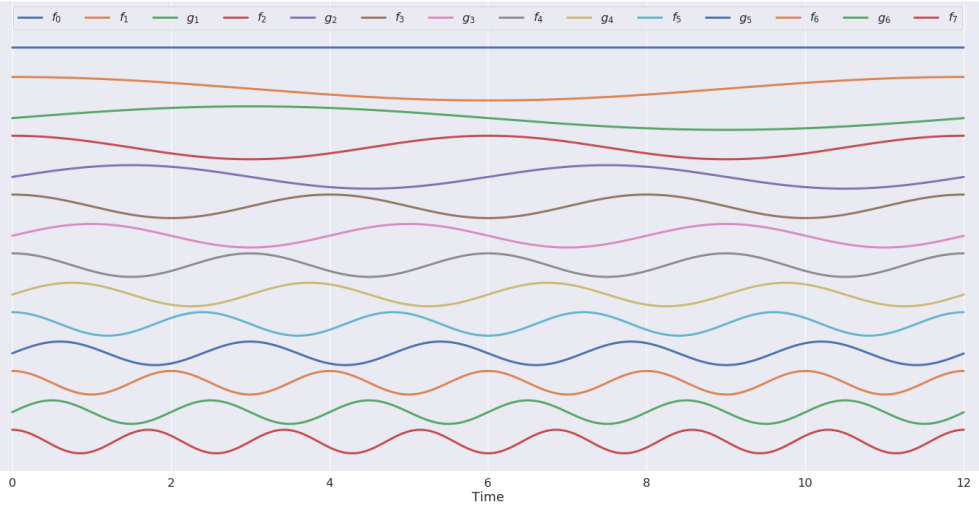 f₀ f₁ g₁ f₂ g₂ f₃ g₃ f₄ g₄ f₅ g₅ f₆ g₆ f₇
0 2 4 6 8 10 12
Time